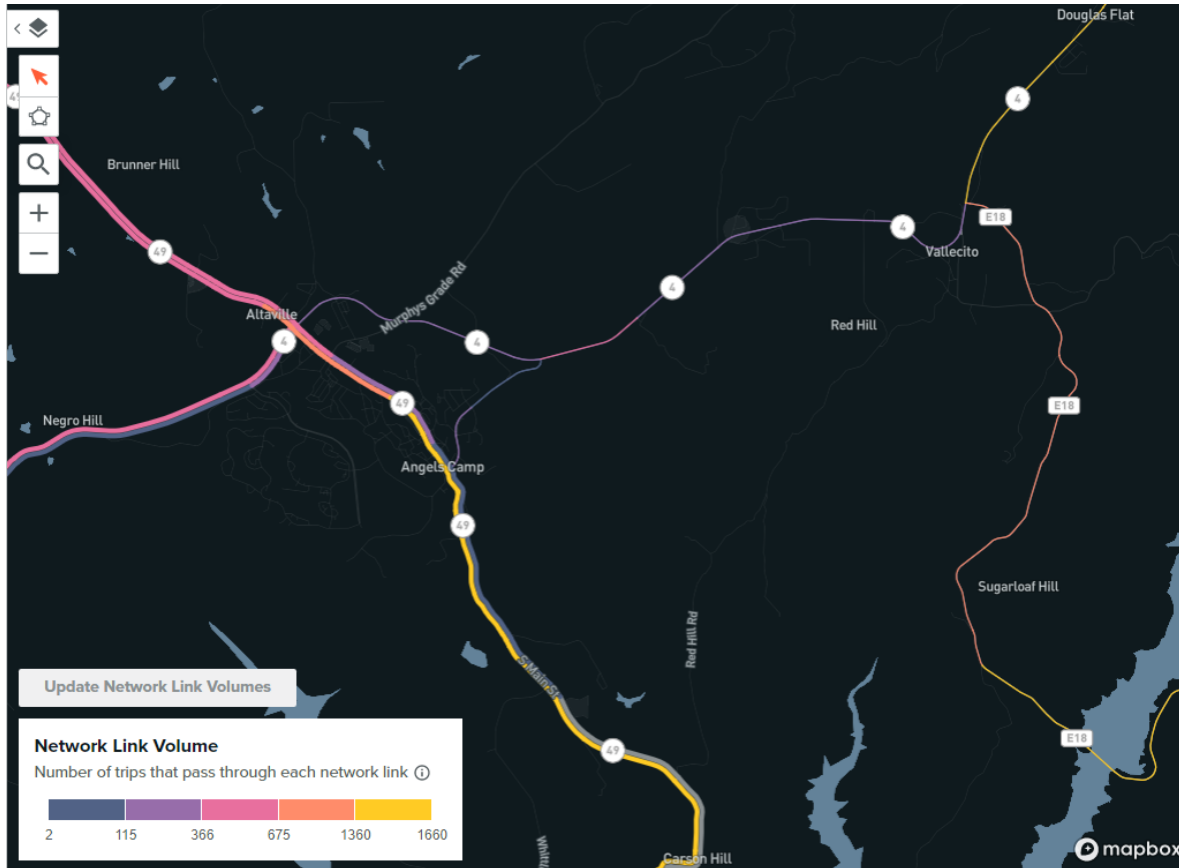 Douglas Flat
49
4
Brunner Hill
E18
4
49
Vallecito
4
Murphys Grade Rd
Altaville
Red Hill
4
4
49
E18
Negro Hill
Angels Camp
49
Sugarloaf Hill
Red Hill Rd
S Main St
Update Network Link Volumes
E18
49
Network Link Volume
Number of trips that pass through each network link
2 115 366 675 1360 1660
Carson Hill
mapbox